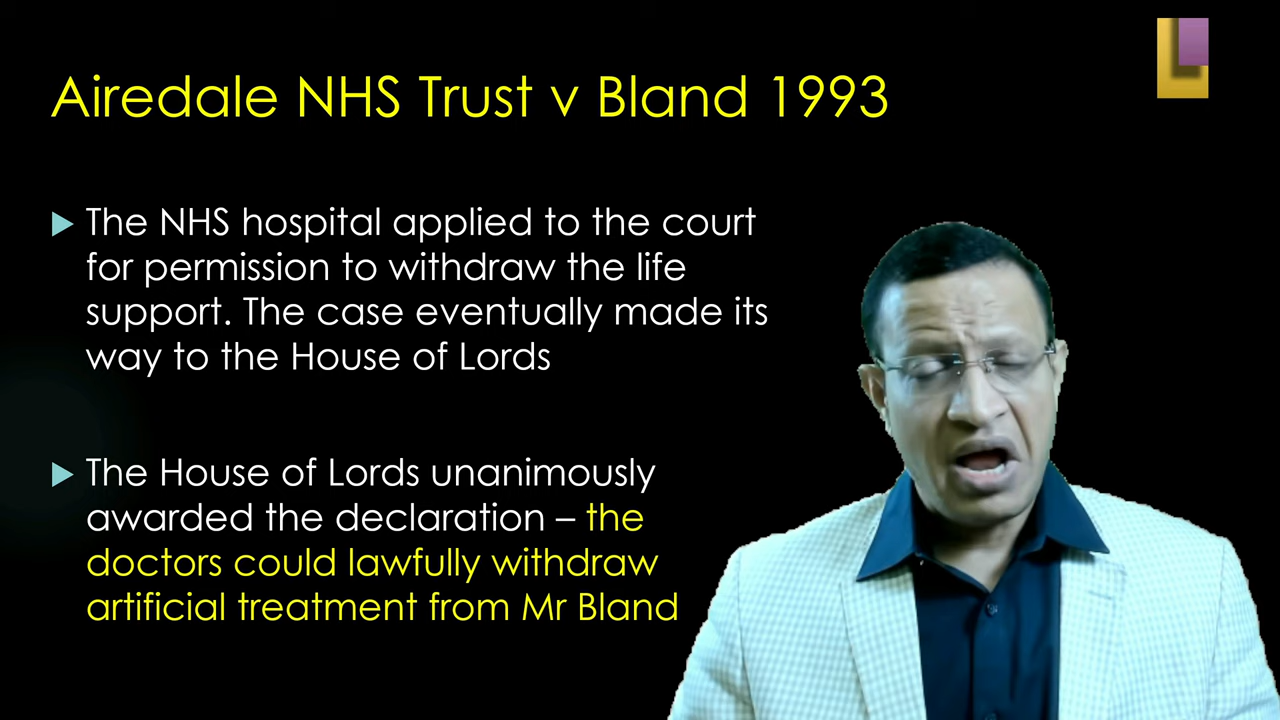 Airedale NHS Trust v Bland 1993
The NHS hospital applied to the court
for permission to withdraw the life
support. The case eventually made its
way to the House of Lords
The House of Lords unanimously
awarded the declaration – the
doctors could lawfully withdraw
artificial treatment from Mr Bland